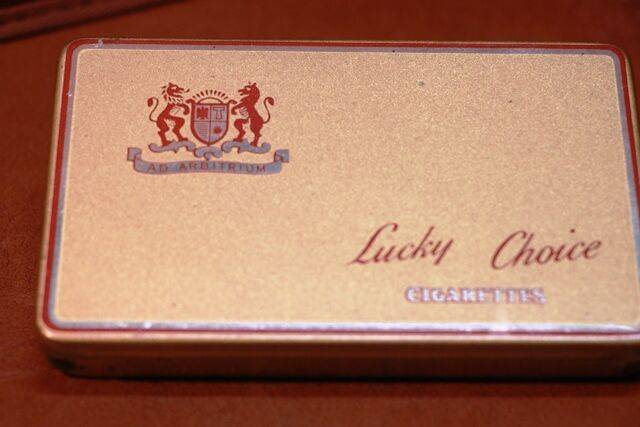 AD ARBITRIUM
Lucky Choice
CIGARETTES